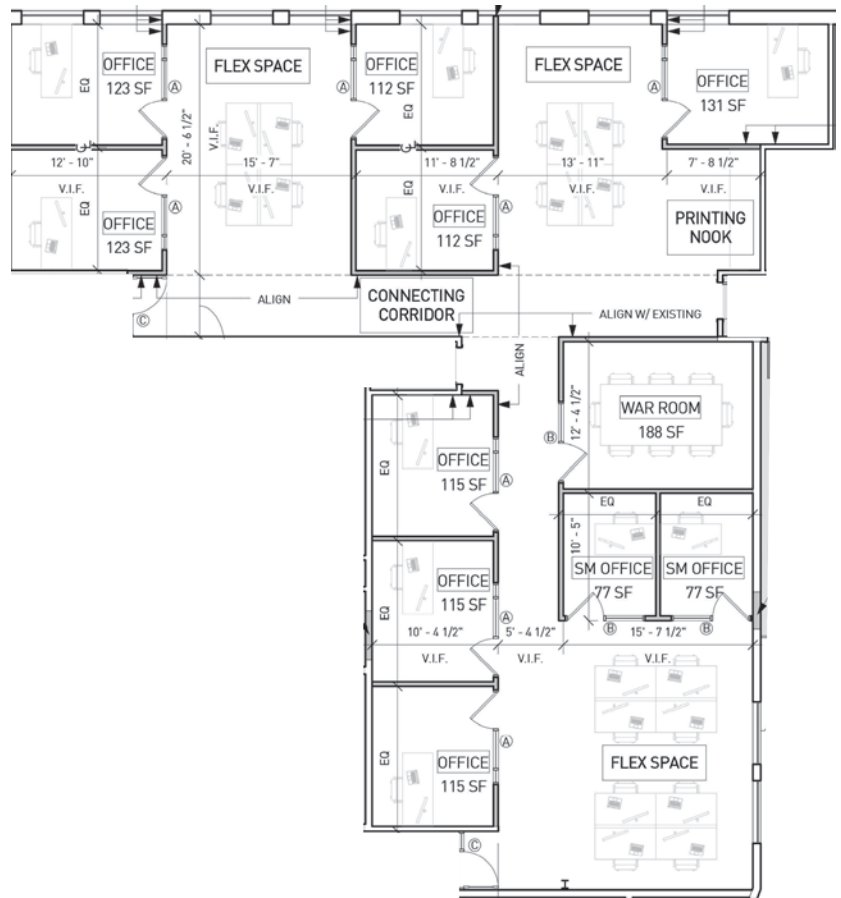 OFFICE
123 SF
EQ
A
FLEX SPACE
20' - 6 1/2"
V.I.F.
OFFICE
112 SF
EQ
A
FLEX SPACE
A
OFFICE
131 SF
12' - 10"
V.I.F.
15' - 7"
V.I.F.
11' - 8 1/2"
V.I.F.
13' - 11"
V.I.F.
7' - 8 1/2"
V.I.F.
EQ
OFFICE
123 SF
A
EQ
OFFICE
112 SF
A
PRINTING
NOOK
ALIGN
CONNECTING
CORRIDOR
C
ALIGN W/ EXISTING
ALIGN
WAR ROOM
188 SF
12' - 4 1/2"
B
EQ
OFFICE
115 SF
A
EQ
EQ
10' - 5"
SM OFFICE
77 SF
SM OFFICE
77 SF
B
B
EQ
OFFICE
115 SF
A
10' - 4 1/2"
V.I.F.
5' - 4 1/2"
V.I.F.
15' - 7 1/2"
V.I.F.
EQ
OFFICE
115 SF
A
FLEX SPACE
C